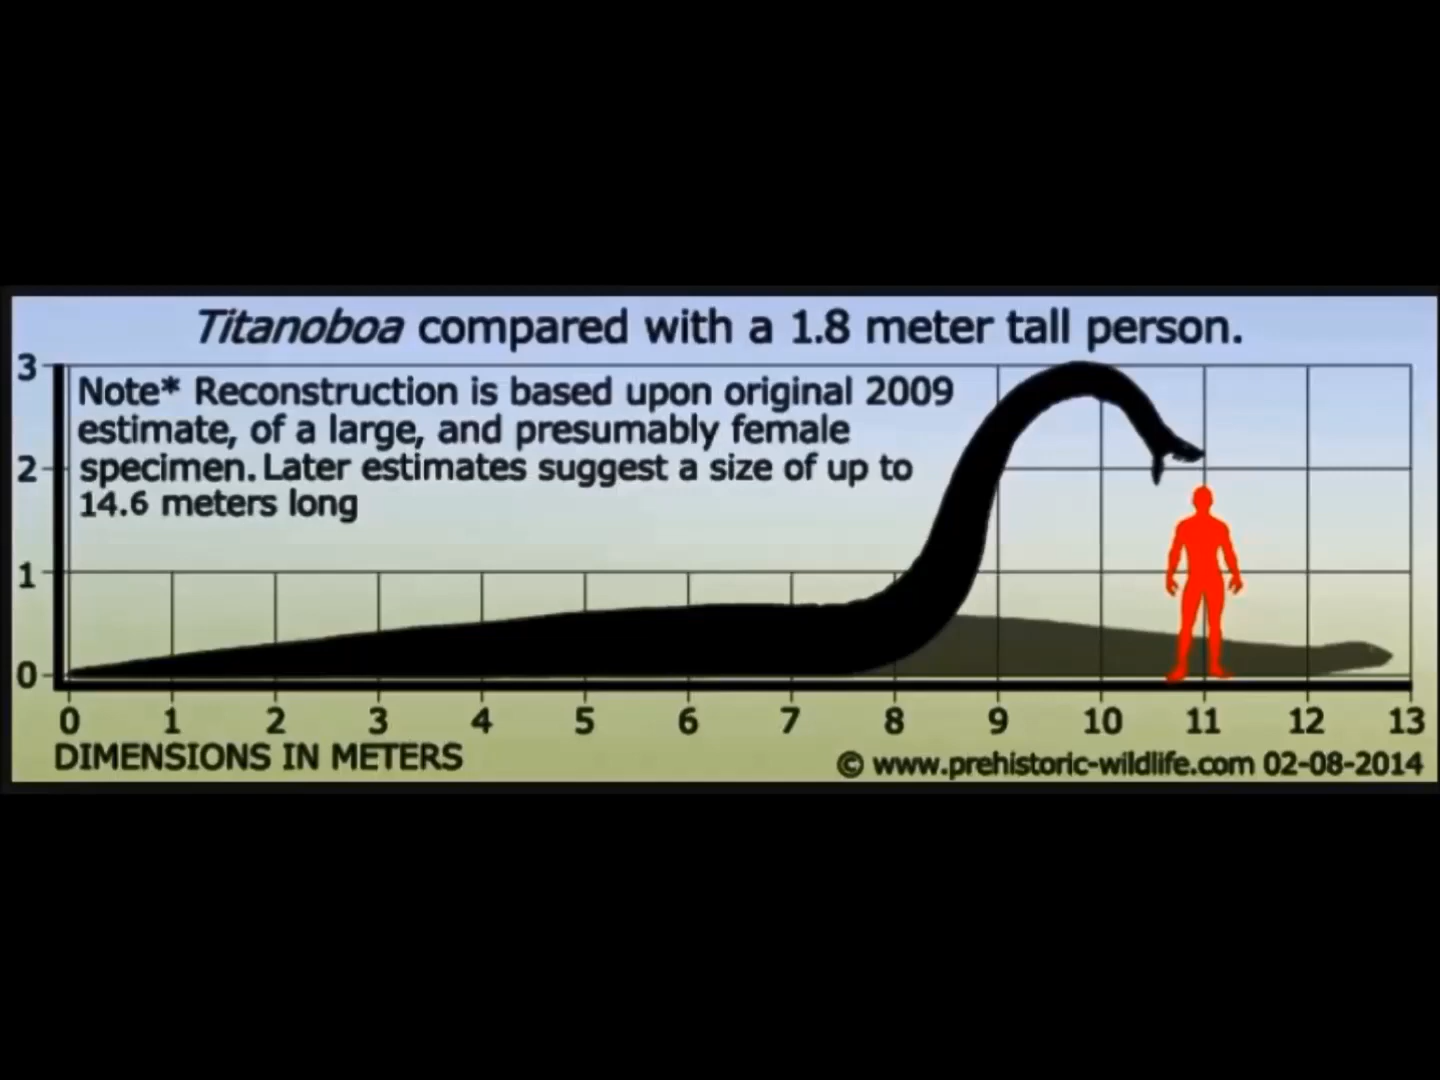 Titanoboa compared with a 1.8 meter tall person.
3
Note* Reconstruction is based upon original 2009
estimate, of a large, and presumably female
2
specimen. Later estimates suggest a size of up to
14.6 meters long
1
0
0 1 2 3 4 5 6 7 8 9 10 11 12 13
DIMENSIONS IN METERS
© www.prehistoric-wildlife.com 02-08-2014